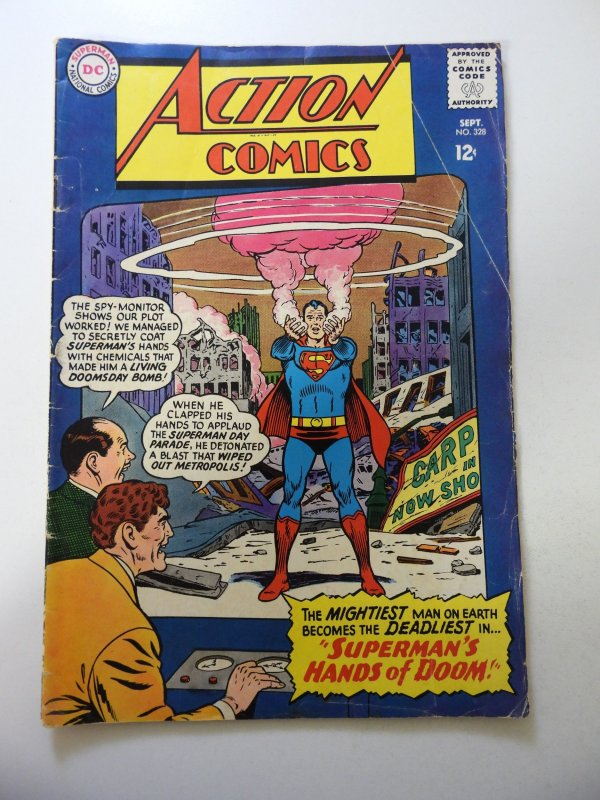 SUPERMAN
DC
NATIONAL COMICS
ACTION
COMICS
APPROVED
BY THE
COMICS
CODE
AUTHORITY
SEPT.
NO. 328
12¢
THE SPY-MONITOR
SHOWS OUR PLOT
WORKED! WE MANAGED
TO SECRETLY COAT
SUPERMAN'S HANDS
WITH CHEMICALS THAT
MADE HIM A LIVING
DOOMSDAY BOMB!
WHEN HE
CLAPPED HIS
HANDS TO APPLAUD
THE SUPERMAN DAY
PARADE, HE DETONATED
A BLAST THAT WIPED
OUT METROPOLIS!
S
CARP
IN
NOW SHO
THE MIGHTIEST MAN ON EARTH
BECOMES THE DEADLIEST IN...
"SUPERMAN'S
HANDS of DOOM!"